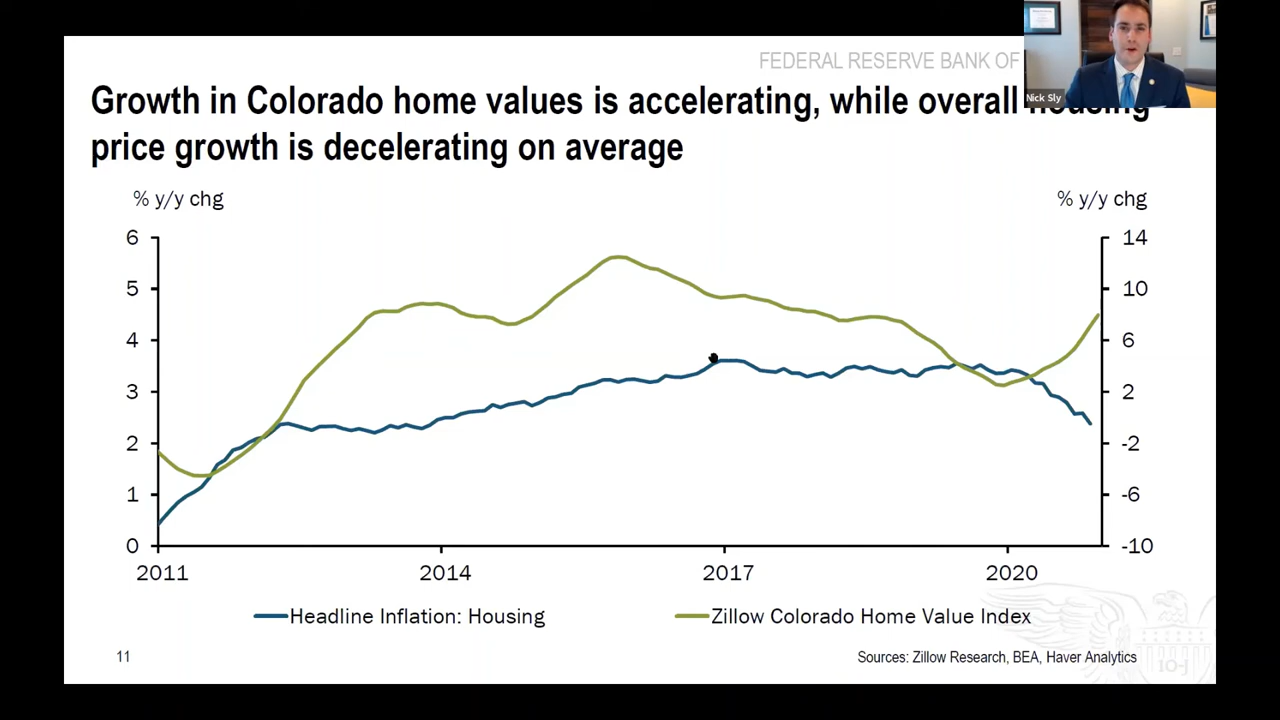 FEDERAL RESERVE BANK OF
Nick Sly
Growth in Colorado home values is accelerating, while overall housing
price growth is decelerating on average
% y/y chg
% y/y chg
6
14
5
10
4
6
3
2
2
-2
1
-6
0
-10
2011
2014
2017
2020
Headline Inflation: Housing
Zillow Colorado Home Value Index
11
Sources: Zillow Research, BEA, Haver Analytics
10-J